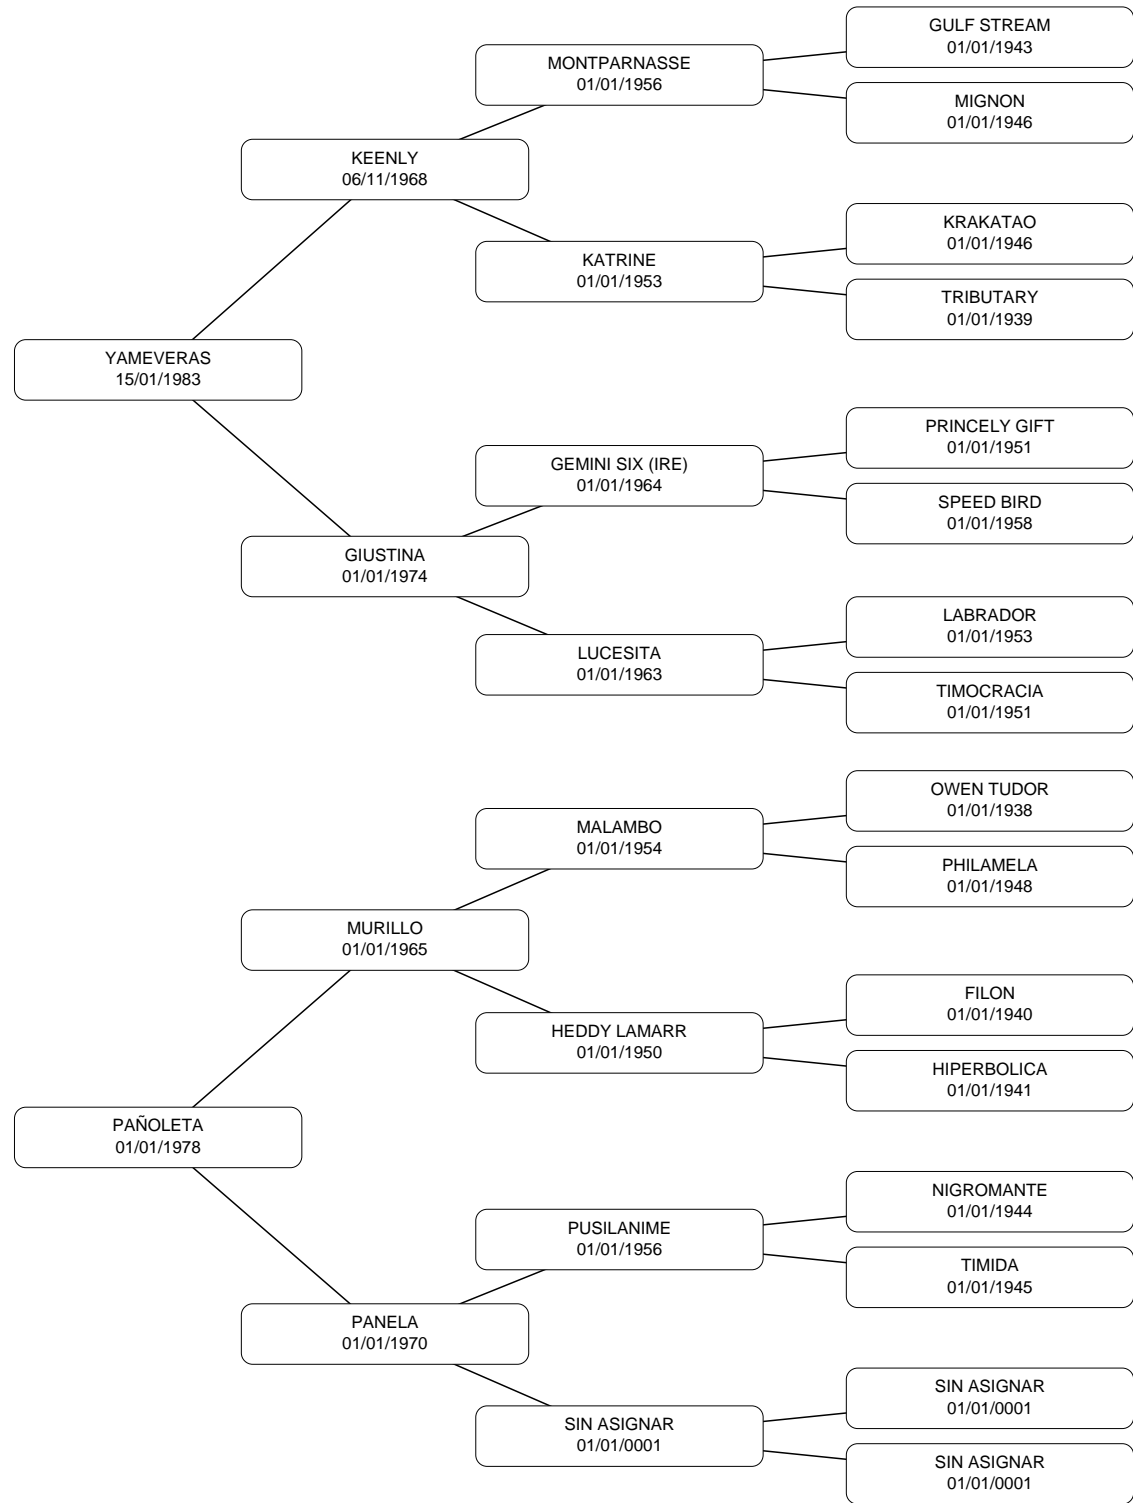 GULF STREAM
01/01/1943
MONTPARNASSE
01/01/1956
MIGNON
01/01/1946
KEENLY
06/11/1968
KRAKATAO
01/01/1946
KATRINE
01/01/1953
TRIBUTARY
01/01/1939
YAMEVERAS
15/01/1983
PRINCELY GIFT
01/01/1951
GEMINI SIX (IRE)
01/01/1964
SPEED BIRD
01/01/1958
GIUSTINA
01/01/1974
LABRADOR
01/01/1953
LUCESITA
01/01/1963
TIMOCRACIA
01/01/1951
OWEN TUDOR
01/01/1938
MALAMBO
01/01/1954
PHILAMELA
01/01/1948
MURILLO
01/01/1965
FILON
01/01/1940
HEDDY LAMARR
01/01/1950
HIPERBOLICA
01/01/1941
PAÑOLETA
01/01/1978
NIGROMANTE
01/01/1944
PUSILANIME
01/01/1956
TIMIDA
01/01/1945
PANELA
01/01/1970
SIN ASIGNAR
01/01/0001
SIN ASIGNAR
01/01/0001
SIN ASIGNAR
01/01/0001